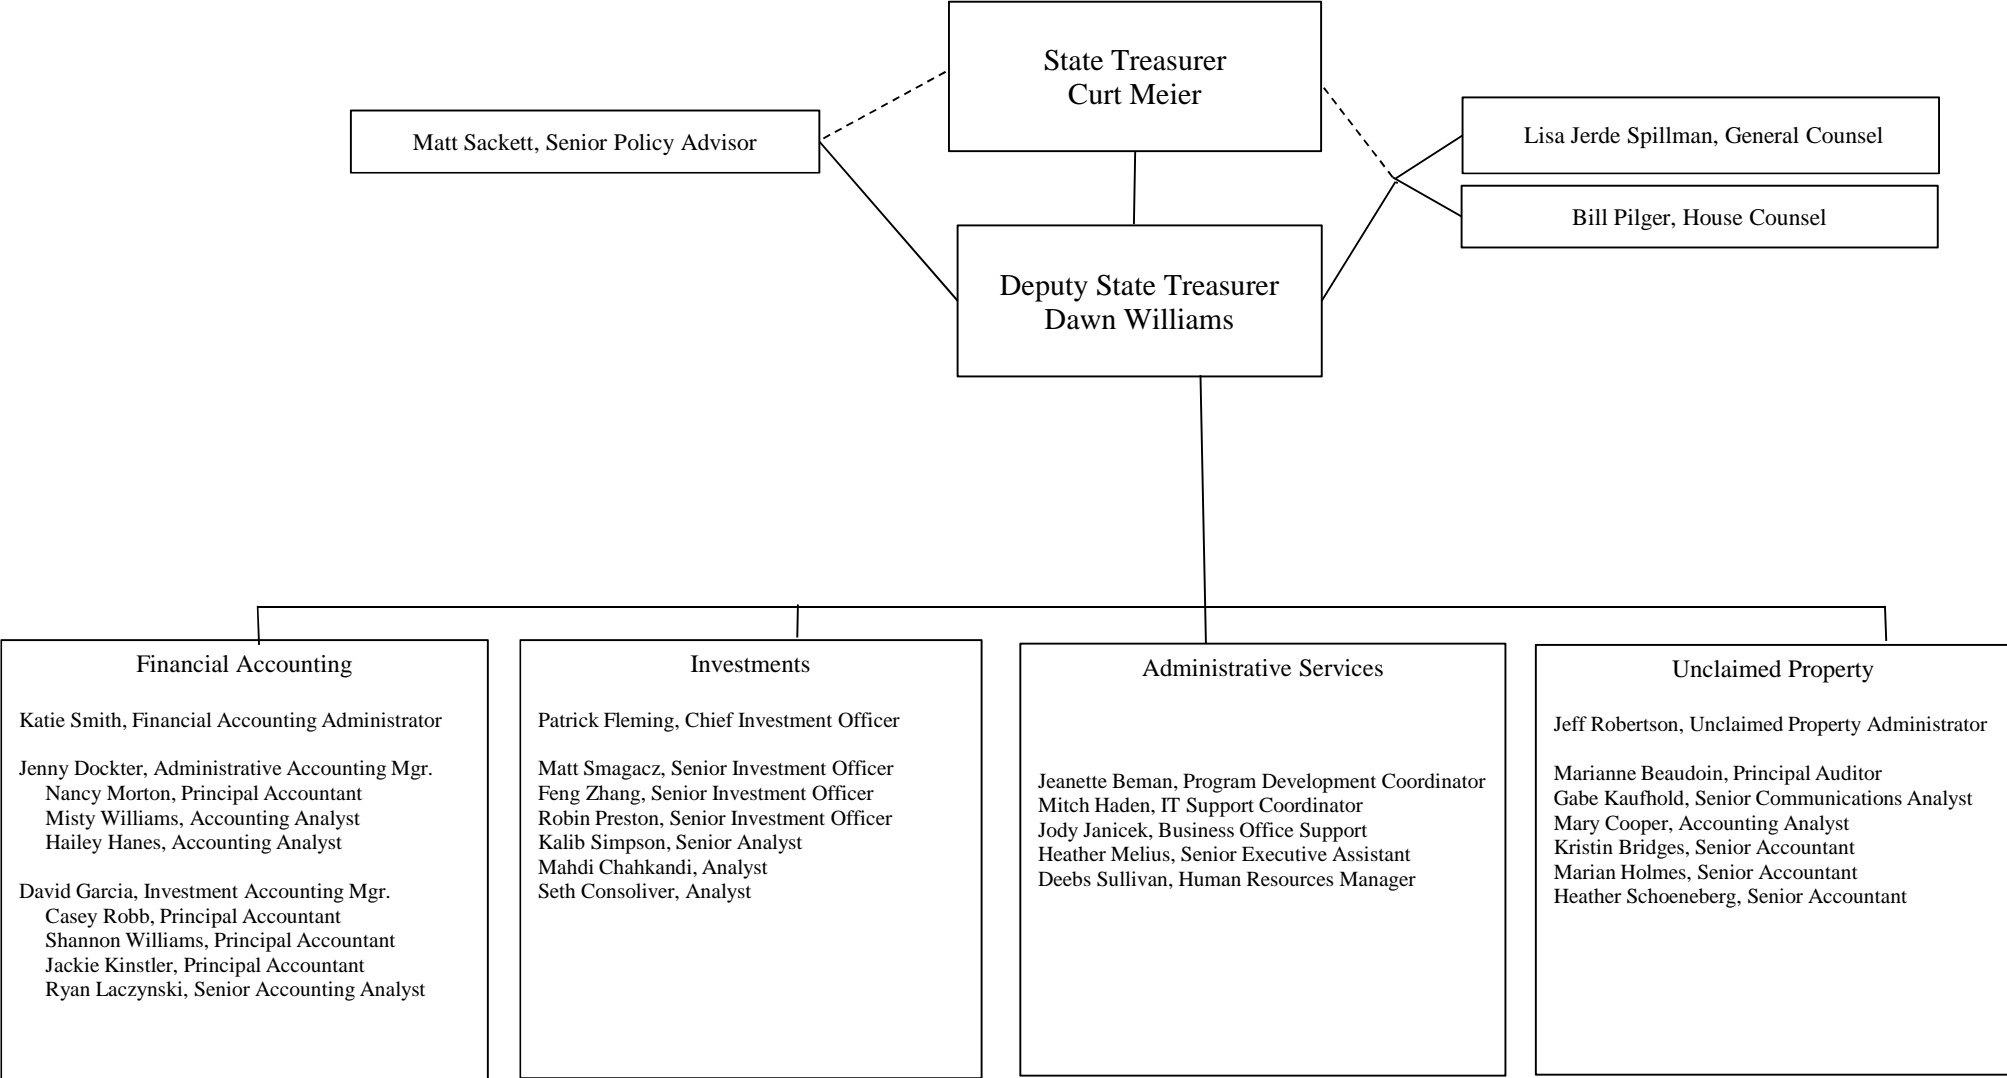 State Treasurer
Curt Meier
Matt Sackett, Senior Policy Advisor
Lisa Jerde Spillman, General Counsel
Bill Pilger, House Counsel
Deputy State Treasurer
Dawn Williams
Financial Accounting
Katie Smith, Financial Accounting Administrator
Jenny Dockter, Administrative Accounting Mgr.
Nancy Morton, Principal Accountant
Misty Williams, Accounting Analyst
Hailey Hanes, Accounting Analyst
David Garcia, Investment Accounting Mgr.
Casey Robb, Principal Accountant
Shannon Williams, Principal Accountant
Jackie Kinstler, Principal Accountant
Ryan Laczynski, Senior Accounting Analyst
Investments
Patrick Fleming, Chief Investment Officer
Matt Smagacz, Senior Investment Officer
Feng Zhang, Senior Investment Officer
Robin Preston, Senior Investment Officer
Kalib Simpson, Senior Analyst
Mahdi Chahkandi, Analyst
Seth Consoliver, Analyst
Administrative Services
Jeanette Beman, Program Development Coordinator
Mitch Haden, IT Support Coordinator
Jody Janicek, Business Office Support
Heather Melius, Senior Executive Assistant
Deebs Sullivan, Human Resources Manager
Unclaimed Property
Jeff Robertson, Unclaimed Property Administrator
Marianne Beaudoin, Principal Auditor
Gabe Kaufhold, Senior Communications Analyst
Mary Cooper, Accounting Analyst
Kristin Bridges, Senior Accountant
Marian Holmes, Senior Accountant
Heather Schoeneberg, Senior Accountant